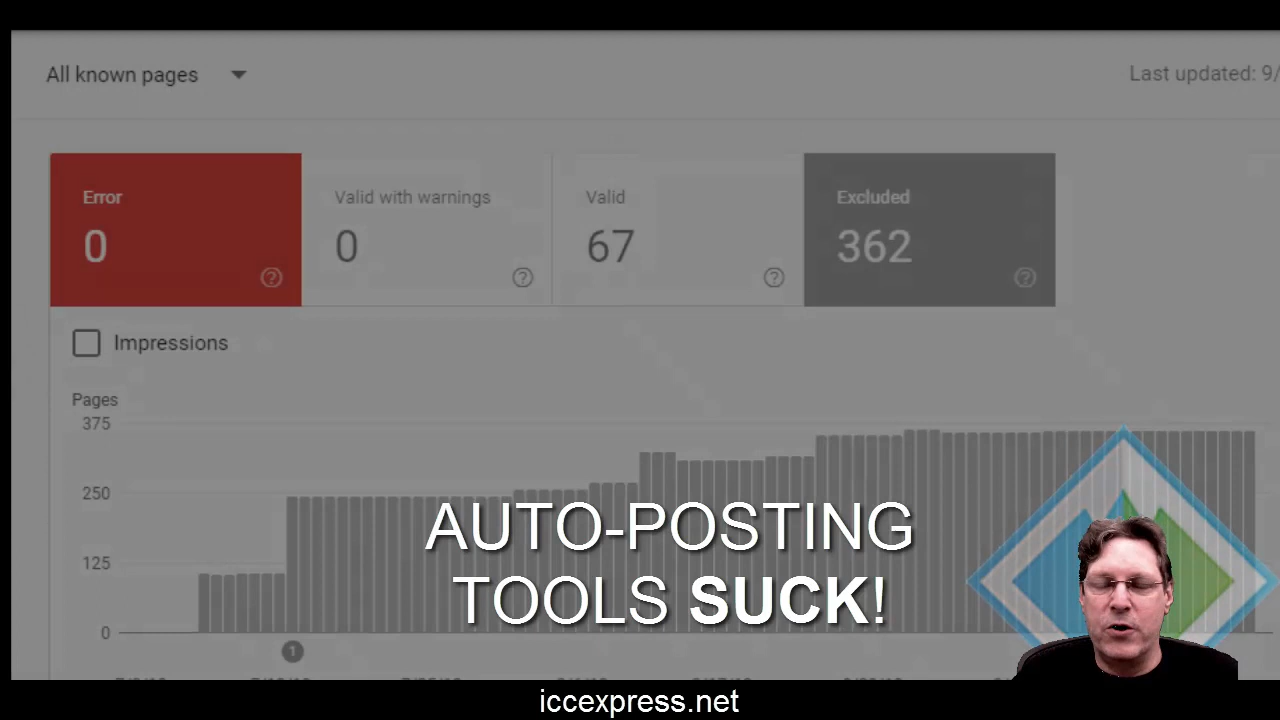 All known pages
Last updated: 9/
Error
Valid with warnings
Valid
Excluded
0
0
67
362
Impressions
Pages
375
250
125
0
AUTO-POSTING
TOOLS SUCK!
1
iccexpress.net